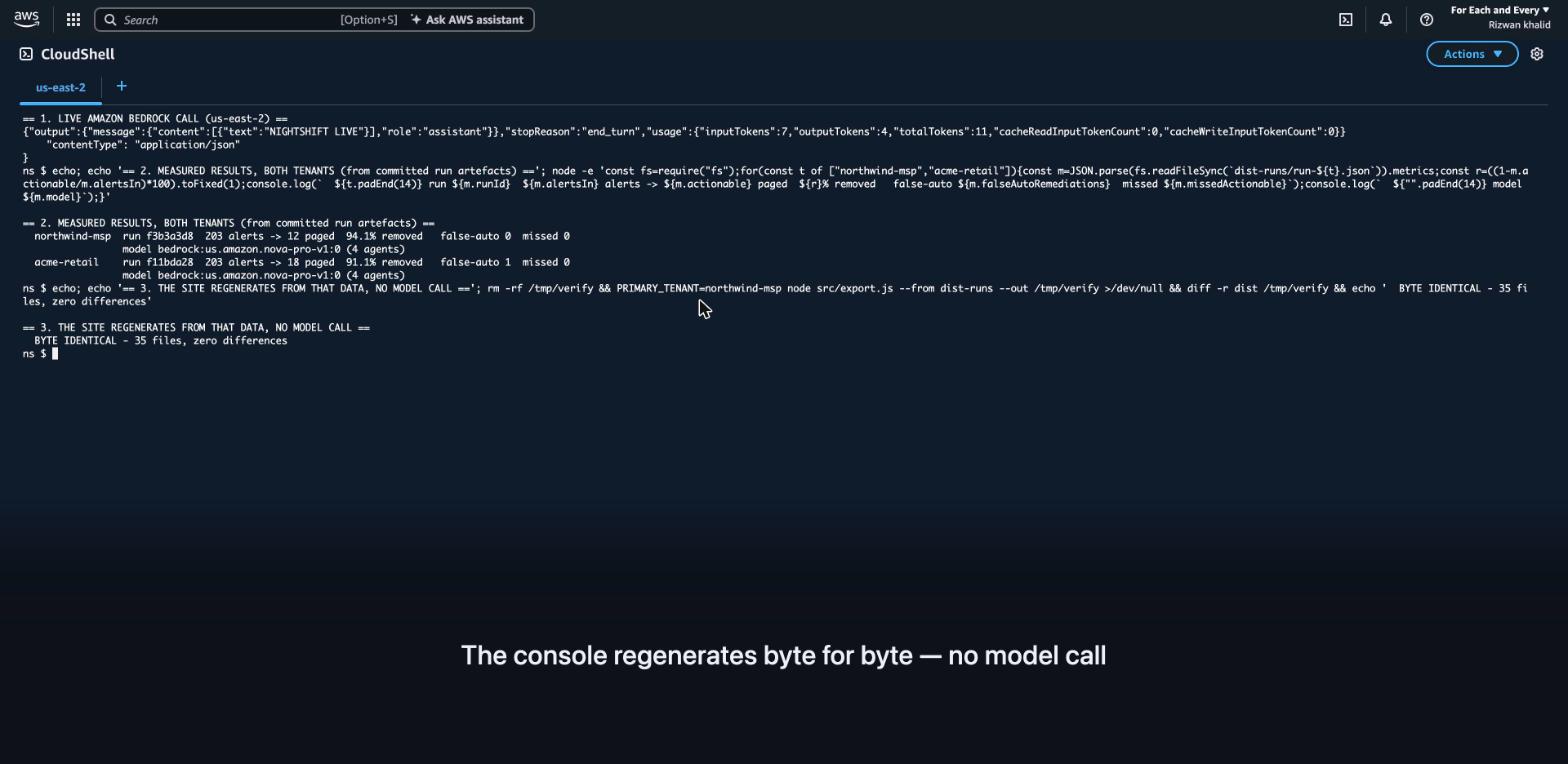 aws
Search [Option+S] Ask AWS assistant
For Each and Every
Rizwan khalid
CloudShell
Actions
us-east-2 +
== 1. LIVE AMAZON BEDROCK CALL (us-east-2) ==
{"output":{"message":{"content":[{"text":"NIGHTSHIFT LIVE"}],"role":"assistant"}},"stopReason":"end_turn","usage":{"inputTokens":7,"outputTokens":4,"totalTokens":11,"cacheReadInputTokenCount":0,"cacheWriteInputTokenCount":0}}
    "contentType": "application/json"
}
ns $ echo; echo '== 2. MEASURED RESULTS, BOTH TENANTS (from committed run artefacts) =='; node -e 'const fs=require("fs");for(const t of ["northwind-msp","acme-retail"]){const m=JSON.parse(fs.readFileSync(`dist-runs/run-${t}.json`)).metrics;const r=((1-m.a
ctionable/m.alertsIn)*100).toFixed(1);console.log(`  ${t.padEnd(14)} run ${m.runId}  ${m.alertsIn} alerts -> ${m.actionable} paged  ${r}% removed   false-auto ${m.falseAutoRemediations}  missed ${m.missedActionable}`);console.log(`  ${"".padEnd(14)} model
${m.model}`);}'
== 2. MEASURED RESULTS, BOTH TENANTS (from committed run artefacts) ==
  northwind-msp  run f3b3a3d8  203 alerts -> 12 paged  94.1% removed   false-auto 0  missed 0
                 model bedrock:us.amazon.nova-pro-v1:0 (4 agents)
  acme-retail    run f11bda28  203 alerts -> 18 paged  91.1% removed   false-auto 1  missed 0
                 model bedrock:us.amazon.nova-pro-v1:0 (4 agents)
ns $ echo; echo '== 3. THE SITE REGENERATES FROM THAT DATA, NO MODEL CALL =='; rm -rf /tmp/verify && PRIMARY_TENANT=northwind-msp node src/export.js --from dist-runs --out /tmp/verify >/dev/null && diff -r dist /tmp/verify && echo '  BYTE IDENTICAL - 35 fi
les, zero differences'
== 3. THE SITE REGENERATES FROM THAT DATA, NO MODEL CALL ==
  BYTE IDENTICAL - 35 files, zero differences
ns $
The console regenerates byte for byte — no model call